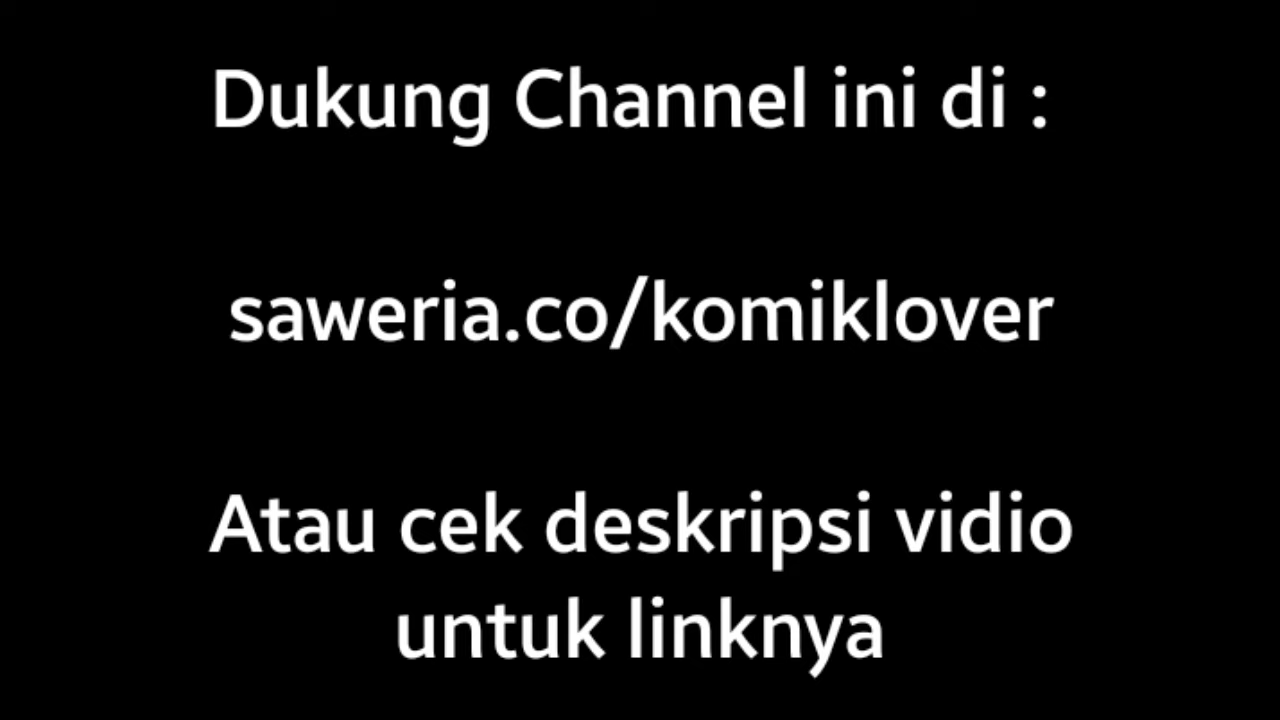 Dukung Channel ini di :
saweria.co/komiklover
Atau cek deskripsi vidio
untuk linknya